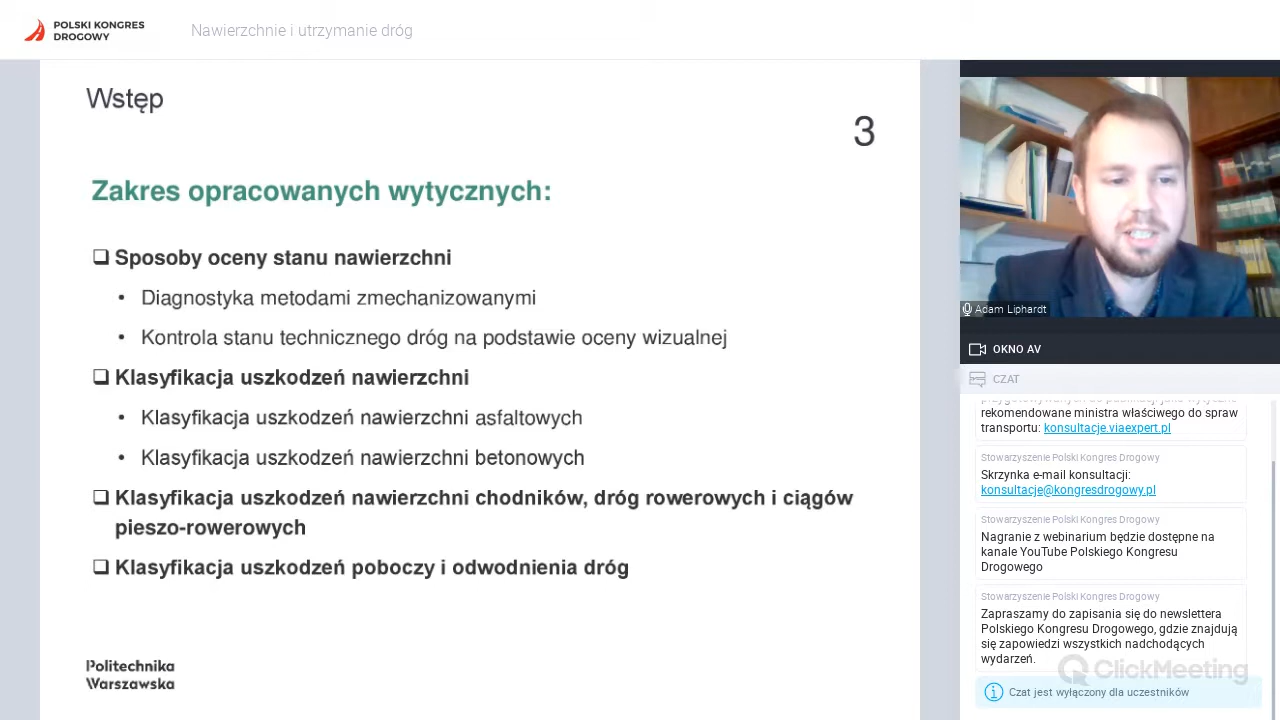 POLSKI KONGRES
DROGOWY
Nawierzchnie i utrzymanie dróg
Wstęp
3
Zakres opracowanych wytycznych:
❑ Sposoby oceny stanu nawierzchni
• Diagnostyka metodami zmechanizowanymi
• Kontrola stanu technicznego dróg na podstawie oceny wizualnej
❑ Klasyfikacja uszkodzeń nawierzchni
• Klasyfikacja uszkodzeń nawierzchni asfaltowych
• Klasyfikacja uszkodzeń nawierzchni betonowych
❑ Klasyfikacja uszkodzeń nawierzchni chodników, dróg rowerowych i ciągów
pieszo-rowerowych
❑ Klasyfikacja uszkodzeń poboczy i odwodnienia dróg
Politechnika
Warszawska
Adam Liphardt
OKNO AV
CZAT
rekomendowane ministra właściwego do spraw
transportu: konsultacje.viaexpert.pl
Stowarzyszenie Polski Kongres Drogowy
Skrzynka e-mail konsultacji:
konsultacje@kongresdrogowy.pl
Stowarzyszenie Polski Kongres Drogowy
Nagranie z webinarium będzie dostępne na
kanale YouTube Polskiego Kongresu
Drogowego
Stowarzyszenie Polski Kongres Drogowy
Zapraszamy do zapisania się do newslettera
Polskiego Kongresu Drogowego, gdzie znajdują
się zapowiedzi wszystkich nadchodzących
wydarzeń.
ClickMeeting
Czat jest wyłączony dla uczestników